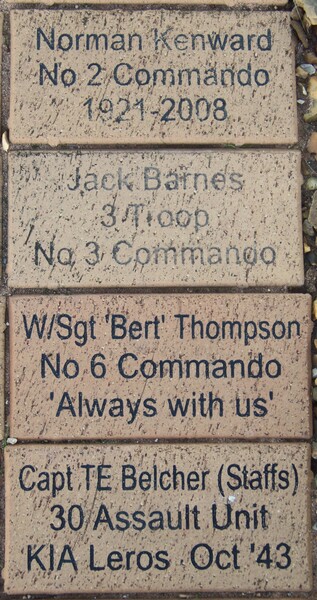 Norman Kenward
No 2 Commando
1921-2008
Jack Barnes
3 Troop
No 3 Commando
W/Sgt 'Bert' Thompson
No 6 Commando
'Always with us'
Capt TE Belcher (Staffs)
30 Assault Unit
KIA Leros Oct '43